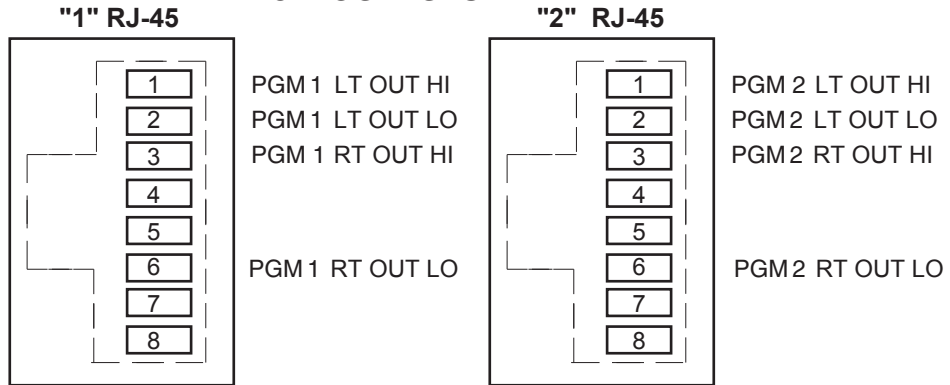 "1" RJ-45
1 PGM 1 LT OUT HI
2 PGM 1 LT OUT LO
3 PGM 1 RT OUT HI
4
5
6 PGM 1 RT OUT LO
7
8
"2" RJ-45
1 PGM 2 LT OUT HI
2 PGM 2 LT OUT LO
3 PGM 2 RT OUT HI
4
5
6 PGM 2 RT OUT LO
7
8